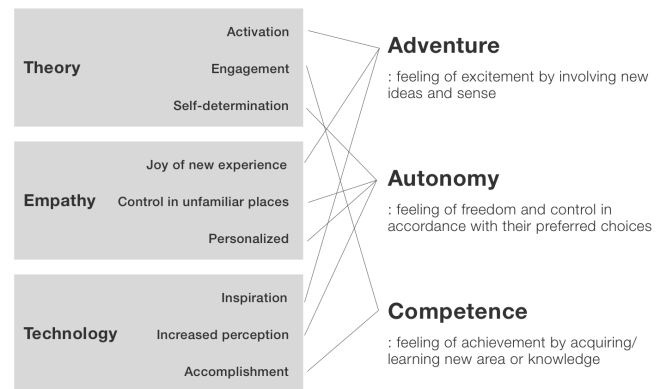 Activation
Theory
Engagement
Self-determination
Joy of new experience
Empathy
Control in unfamiliar places
Personalized
Inspiration
Technology
Increased perception
Accomplishment
Adventure
: feeling of excitement by involving new
ideas and sense
Autonomy
: feeling of freedom and control in
accordance with their preferred choices
Competence
: feeling of achievement by acquiring/
learning new area or knowledge